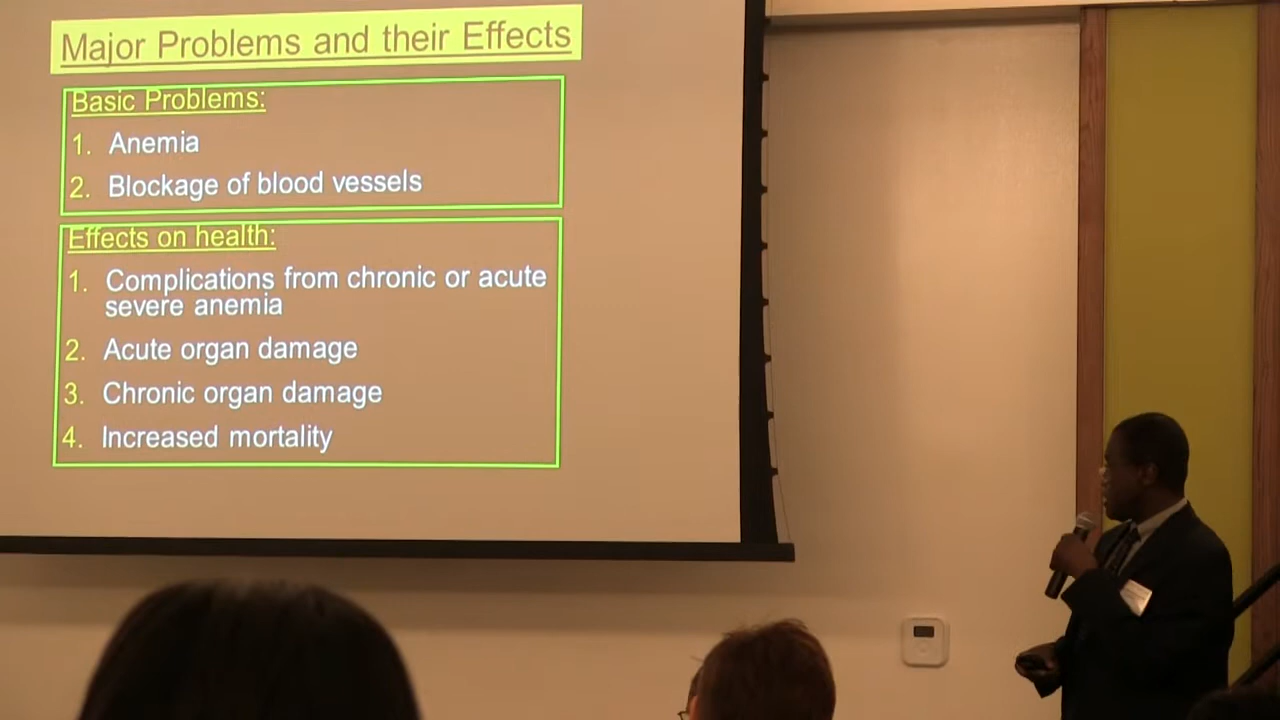 Major Problems and their Effects
Basic Problems:
1. Anemia
2. Blockage of blood vessels
Effects on health:
1. Complications from chronic or acute
severe anemia
2. Acute organ damage
3. Chronic organ damage
4. Increased mortality